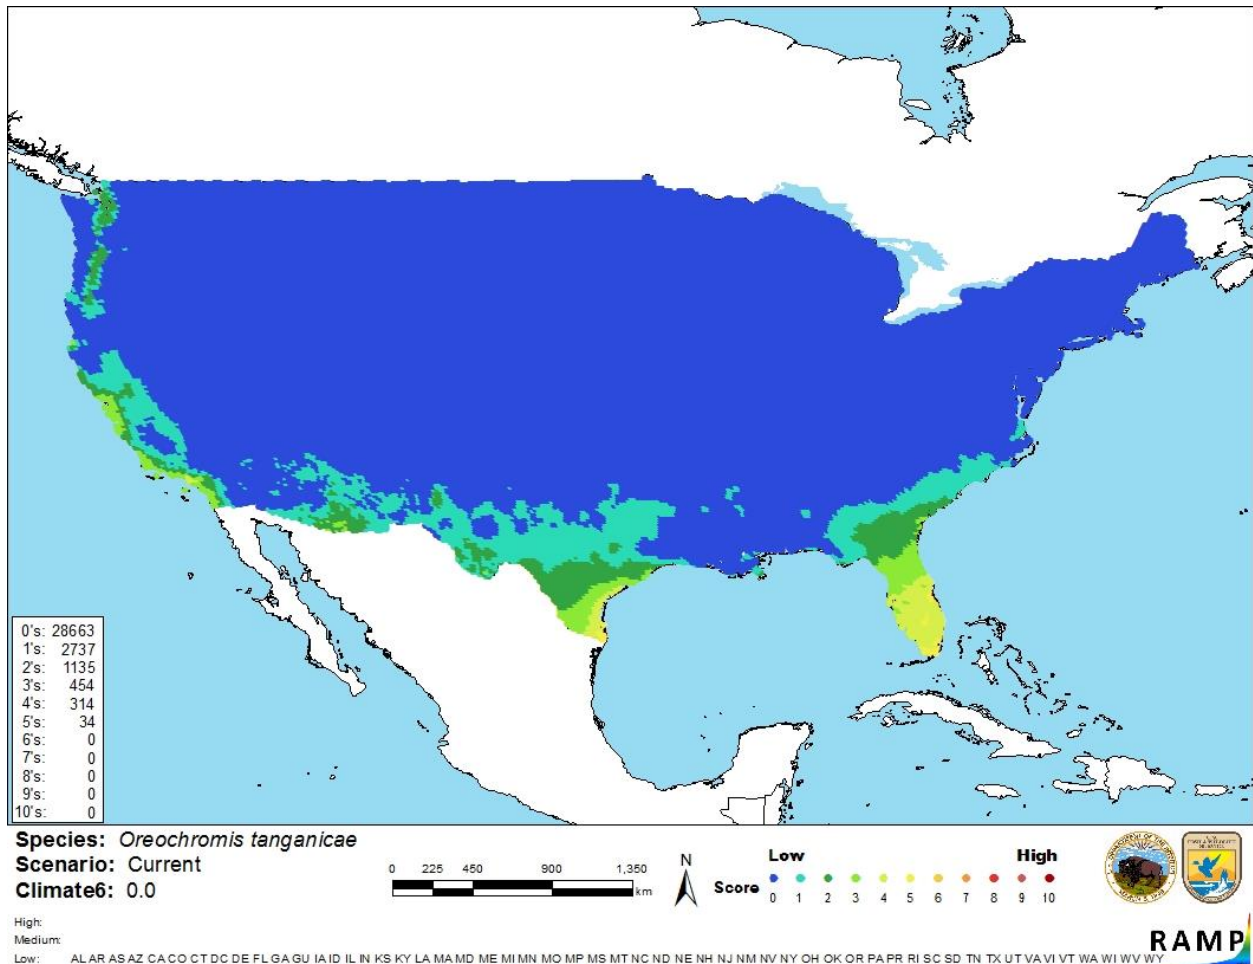 0's: 28663
1's: 2737
2's: 1135
3's: 454
4's: 314
5's: 34
6's: 0
7's: 0
8's: 0
9's: 0
10's: 0
Species: Oreochromis tanganicae
Scenario: Current
Climate6: 0.0
0 225 450 900 1,350
km
N
Low High
Score 0 1 2 3 4 5 6 7 8 9 10
High:
Medium:
Low: AL AR AS AZ CA CO CT DC DE FL GA GU IA ID IL IN KS KY LA MA MD ME MI MN MO MP MS MT NC ND NE NH NJ NM NV NY OH OK OR PA PR RI SC SD TN TX UT VA VI VT WA WI WV WY
RAMP